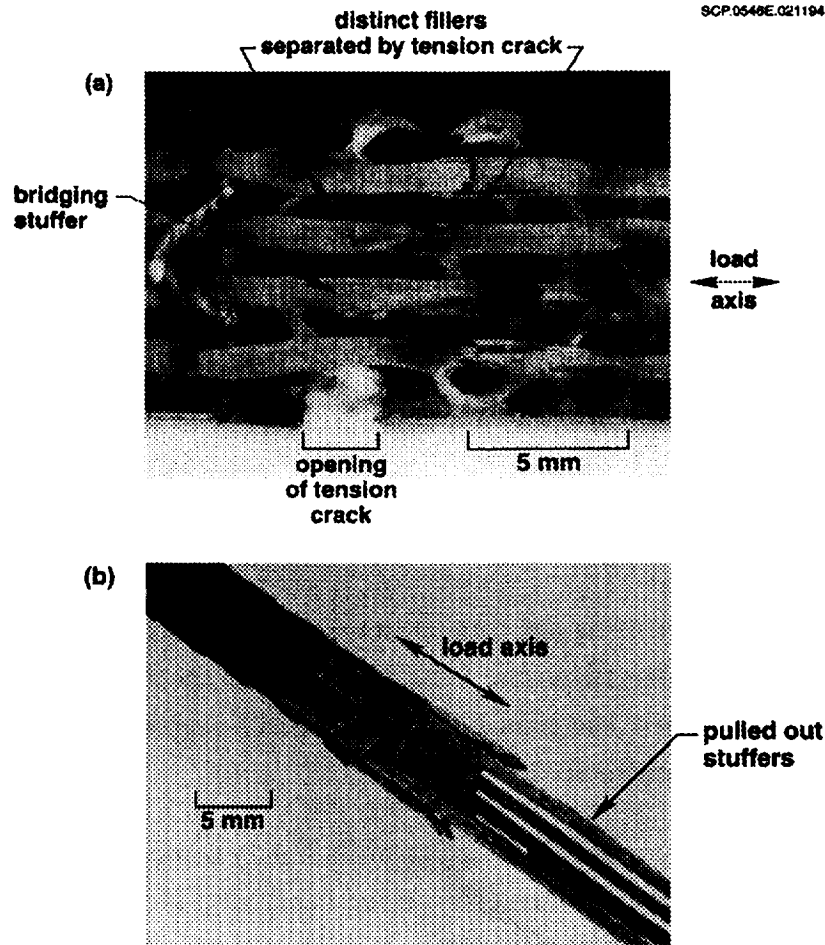 SCP.0546E.021194
distinct fillers
separated by tension crack
(a)
bridging
stuffer
load
axis
opening
of tension
crack
5 mm
(b)
load axis
pulled out
stuffers
5 mm